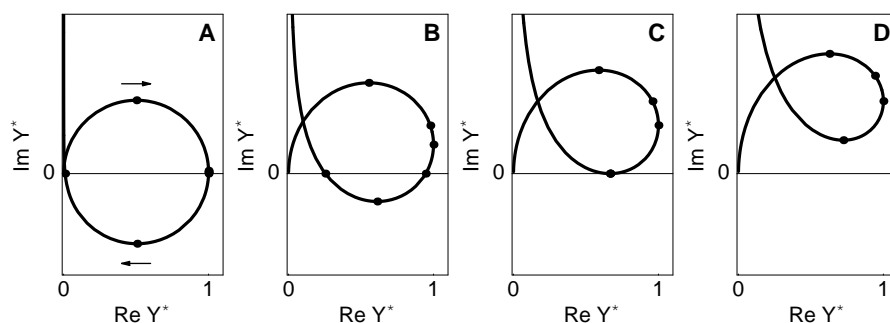 A B C D
Im Y* Im Y* Im Y* Im Y*
0 0 0 0
0 1 0 1 0 1 0 1
Re Y* Re Y* Re Y* Re Y*